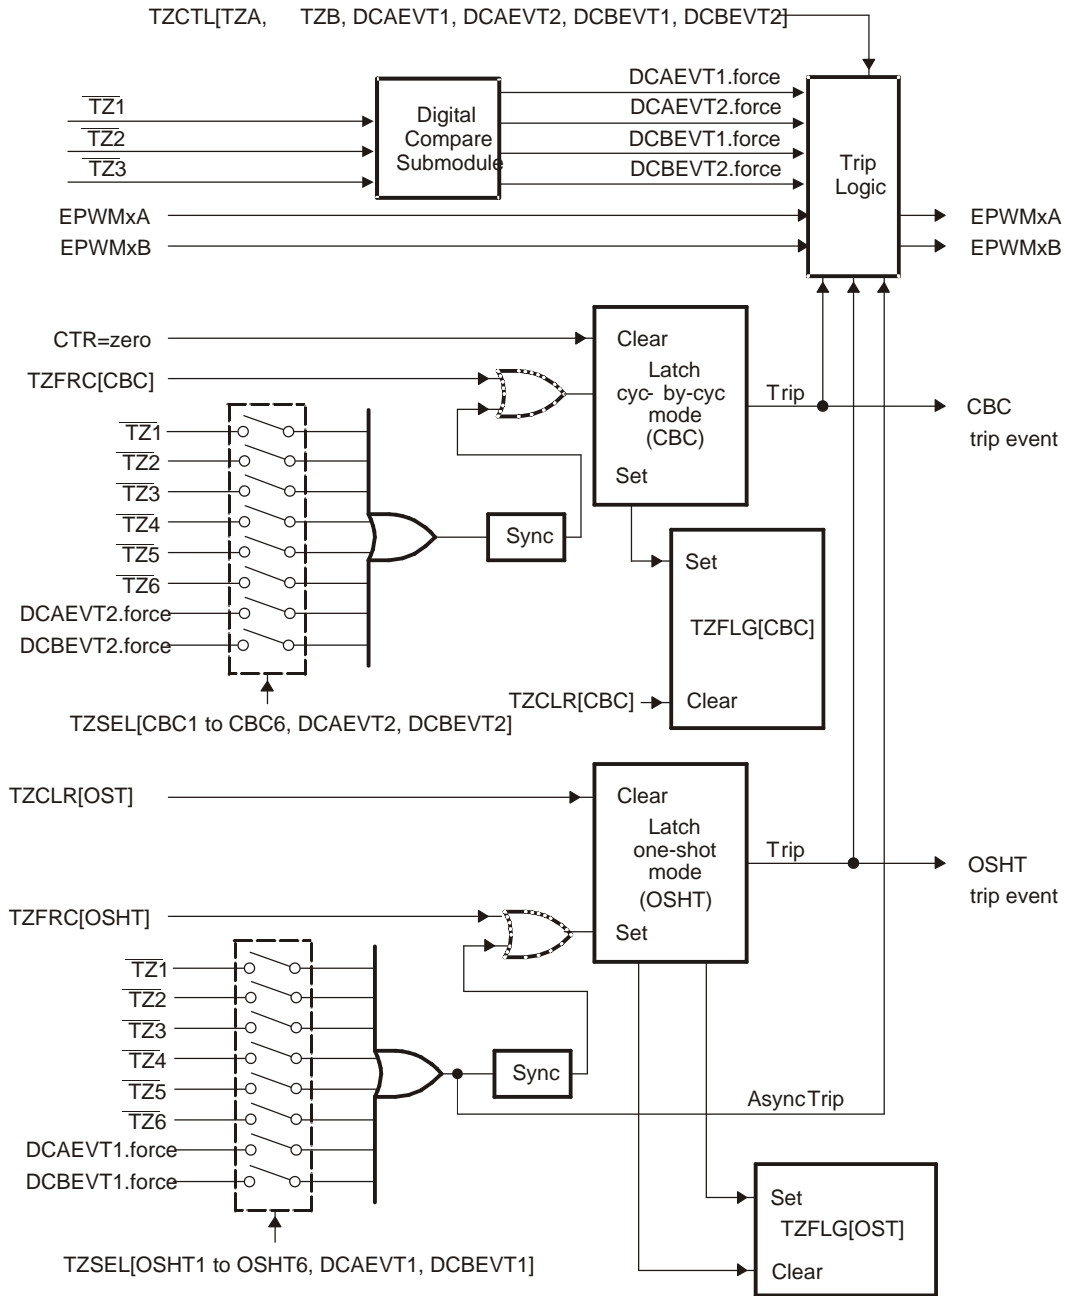 TZCTL[TZA, TZB, DCAEVT1, DCAEVT2, DCBEVT1, DCBEVT2]
TZ1
TZ2
TZ3
Digital
Compare
Submodule
DCAEVT1.force
DCAEVT2.force
DCBEVT1.force
DCBEVT2.force
Trip
Logic
EPWMxA
EPWMxB
EPWMxA
EPWMxB
CTR=zero
TZFRC[CBC]
Clear
Latch
cyc- by-cyc
mode
(CBC)
Set
Trip
CBC
trip event
TZ1
TZ2
TZ3
TZ4
TZ5
TZ6
DCAEVT2.force
DCBEVT2.force
Sync
Set
TZFLG[CBC]
Clear
TZCLR[CBC]
TZSEL[CBC1 to CBC6, DCAEVT2, DCBEVT2]
TZCLR[OST]
TZFRC[OSHT]
Clear
Latch
one-shot
mode
(OSHT)
Set
Trip
OSHT
trip event
TZ1
TZ2
TZ3
TZ4
TZ5
TZ6
DCAEVT1.force
DCBEVT1.force
Sync
AsyncTrip
Set
TZFLG[OST]
Clear
TZSEL[OSHT1 to OSHT6, DCAEVT1, DCBEVT1]